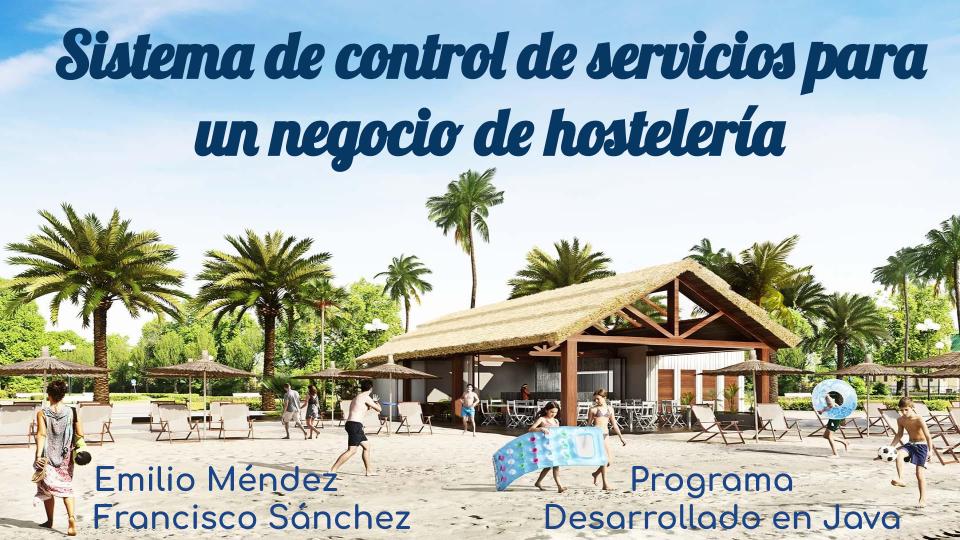 Sistema de control de servicios para
un negocio de hostelería
Emilio Méndez
Francisco Sánchez
Programa
Desarrollado en Java